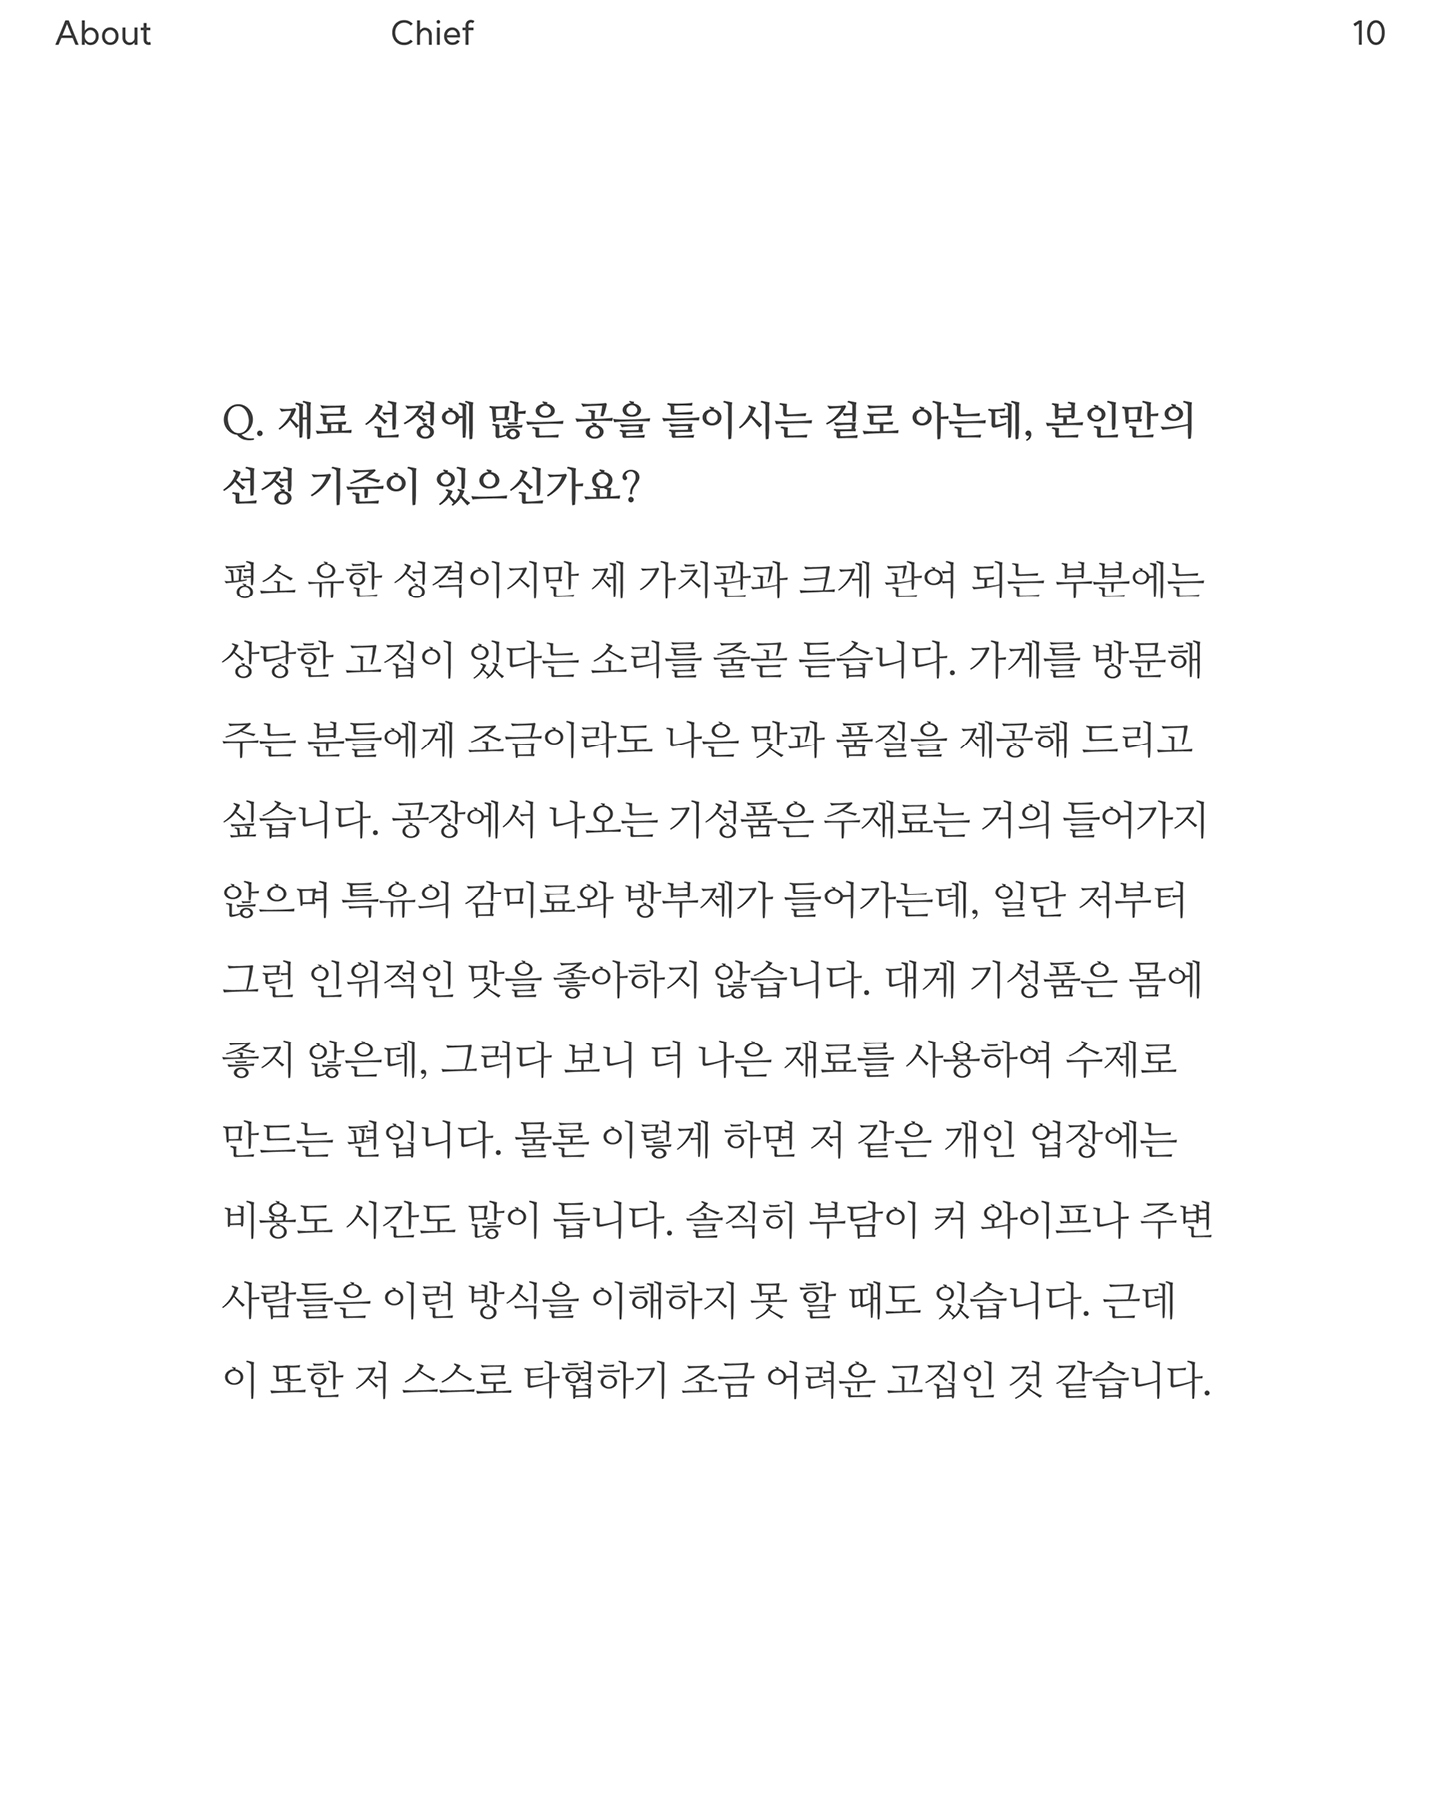 About Chief 10
Q. 재료 선정에 많은 공을 들이시는 걸로 아는데, 본인만의
선정 기준이 있으신가요?
평소 유한 성격이지만 제 가치관과 크게 관여 되는 부분에는
상당한 고집이 있다는 소리를 줄곧 듣습니다. 가게를 방문해
주는 분들에게 조금이라도 나은 맛과 품질을 제공해 드리고
싶습니다. 공장에서 나오는 기성품은 주재료는 거의 들어가지
않으며 특유의 감미료와 방부제가 들어가는데, 일단 저부터
그런 인위적인 맛을 좋아하지 않습니다. 대게 기성품은 몸에
좋지 않은데, 그러다 보니 더 나은 재료를 사용하여 수제로
만드는 편입니다. 물론 이렇게 하면 저 같은 개인 업장에는
비용도 시간도 많이 듭니다. 솔직히 부담이 커 와이프나 주변
사람들은 이런 방식을 이해하지 못 할 때도 있습니다. 근데
이 또한 저 스스로 타협하기 조금 어려운 고집인 것 같습니다.